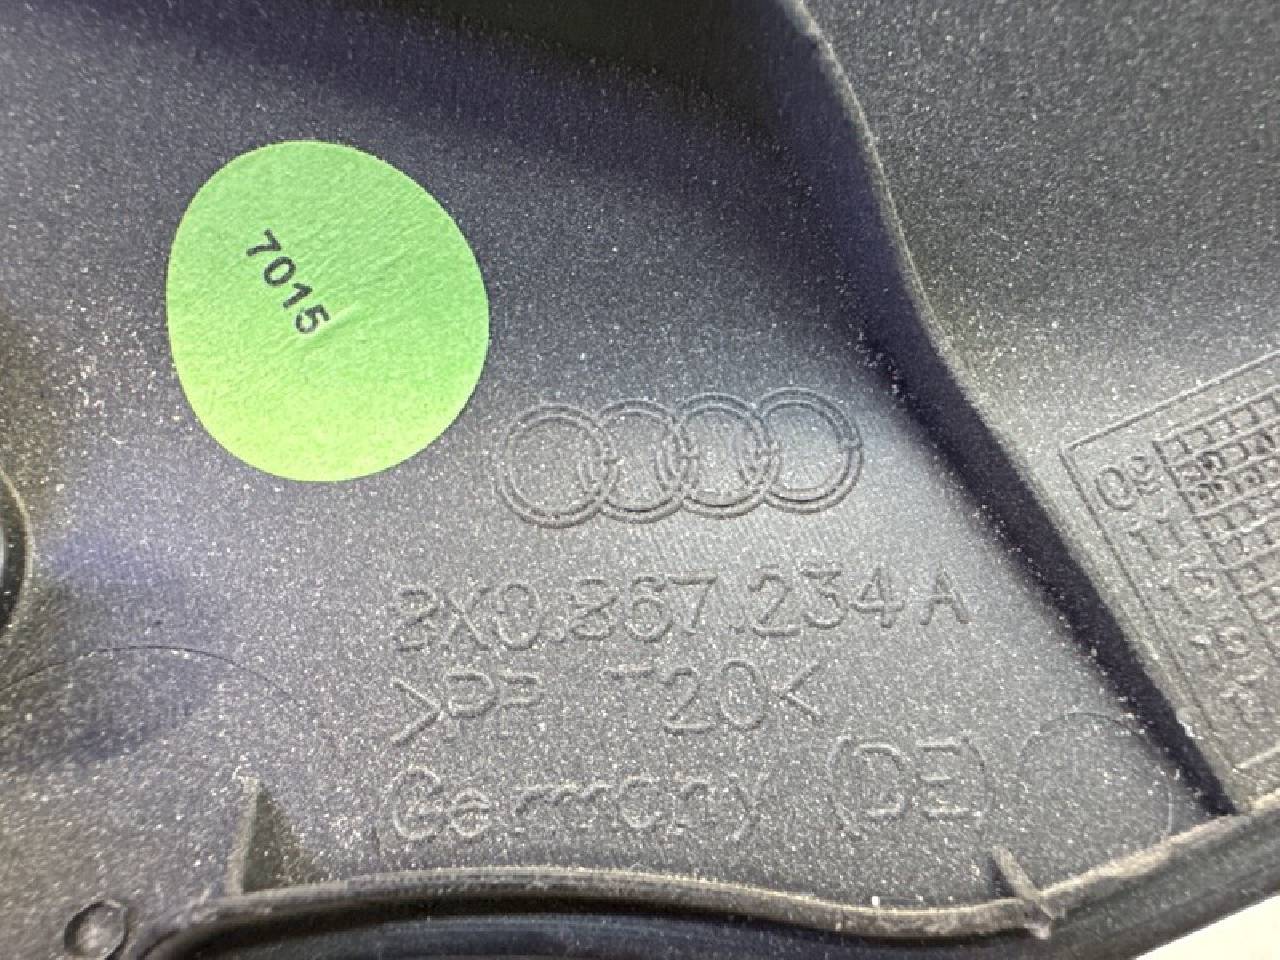 7015
8X0.867.234 A
>PP T20<
Germany (DE)